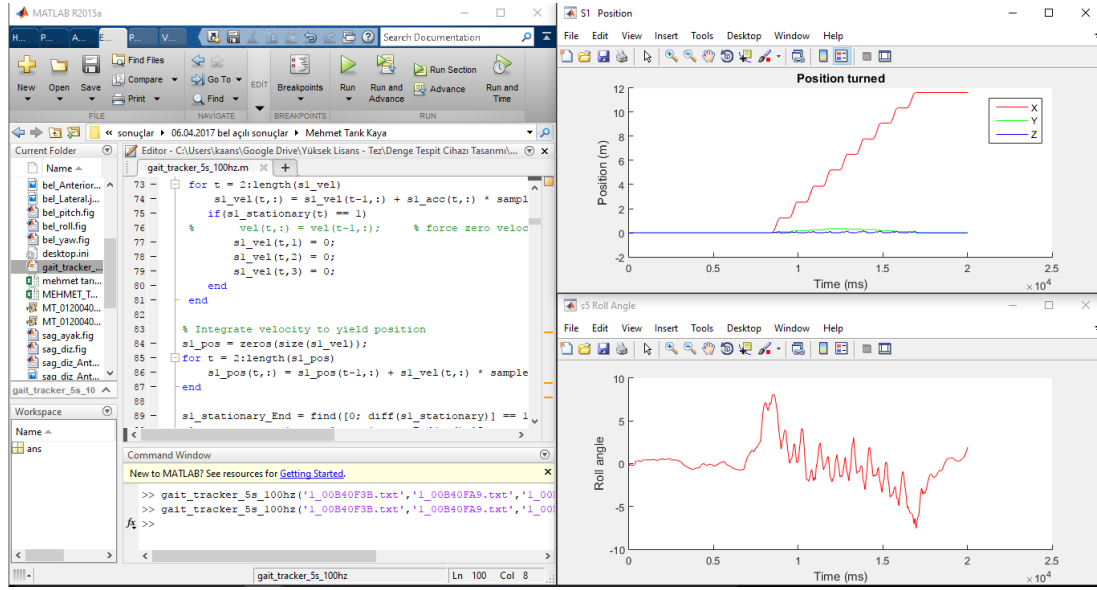 MATLAB R2015a
H... P... A... E... P... V...
Search Documentation
New Open Save
Find Files
Compare
Print
FILE
Go To
Find
NAVIGATE
EDIT
Breakpoints
BREAKPOINTS
Run
Run and Advance
Run Section
Advance
Run and Time
RUN
« sonuçlar ▸ 06.04.2017 bel açılı sonuçlar ▸ Mehmet Tarık Kaya
Current Folder
Name
bel_Anterior...
bel_Lateral.j...
bel_pitch.fig
bel_roll.fig
bel_yaw.fig
desktop.ini
gait_tracker_...
mehmet tarı...
MEHMET_T...
MT_0120040...
MT_0120040...
sag_ayak.fig
sag_diz.fig
sag_diz_Ant...
sag_diz_Ant...
gait_tracker_5s_10
Workspace
Name
ans
Editor - C:\Users\kaans\Google Drive\Yüksek Lisans - Tez\Denge Tespit Cihazı Tasarımı\...
gait_tracker_5s_100hz.m
73 - for t = 2:length(s1_vel)
74 - s1_vel(t,:) = s1_vel(t-1,:) + s1_acc(t,:) * sampl
75 - if(s1_stationary(t) == 1)
76 % vel(t,:) = vel(t-1,:); % force zero veloc
77 - s1_vel(t,1) = 0;
78 - s1_vel(t,2) = 0;
79 - s1_vel(t,3) = 0;
80 - end
81 - end
82
83 % Integrate velocity to yield position
84 - s1_pos = zeros(size(s1_vel));
85 - for t = 2:length(s1_pos)
86 - s1_pos(t,:) = s1_pos(t-1,:) + s1_vel(t,:) * sample
87 - end
88
89 - s1_stationary_End = find([0; diff(s1_stationary)] == 1
Command Window
New to MATLAB? See resources for Getting Started.
>> gait_tracker_5s_100hz('1_00B40F3B.txt','1_00B40FA9.txt','1_00
>> gait_tracker_5s_100hz('1_00B40F3B.txt','1_00B40FA9.txt','1_00
fx >>
gait_tracker_5s_100hz
Ln 100 Col 8
S1 Position
File Edit View Insert Tools Desktop Window Help
Position turned
12
10
8
6
4
2
0
-2
Position (m)
X
Y
Z
0 0.5 1 1.5 2 2.5
Time (ms)
×10⁴
s5 Roll Angle
File Edit View Insert Tools Desktop Window Help
10
5
0
-5
-10
Roll angle
0 0.5 1 1.5 2 2.5
Time (ms)
×10⁴